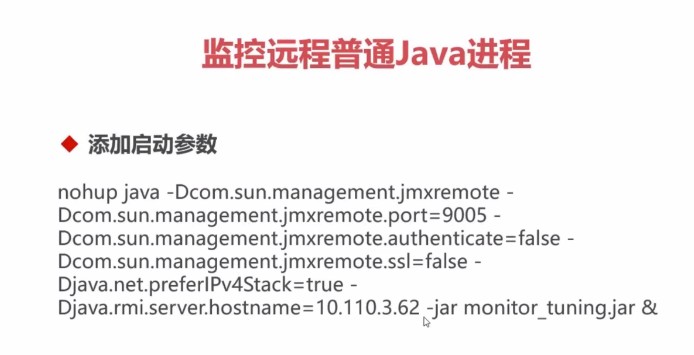 监控远程普通Java进程
添加启动参数
nohup java -Dcom.sun.management.jmxremote -
Dcom.sun.management.jmxremote.port=9005 -
Dcom.sun.management.jmxremote.authenticate=false -
Dcom.sun.management.jmxremote.ssl=false -
Djava.net.preferIPv4Stack=true -
Djava.rmi.server.hostname=10.110.3.62 -jar monitor_tuning.jar &